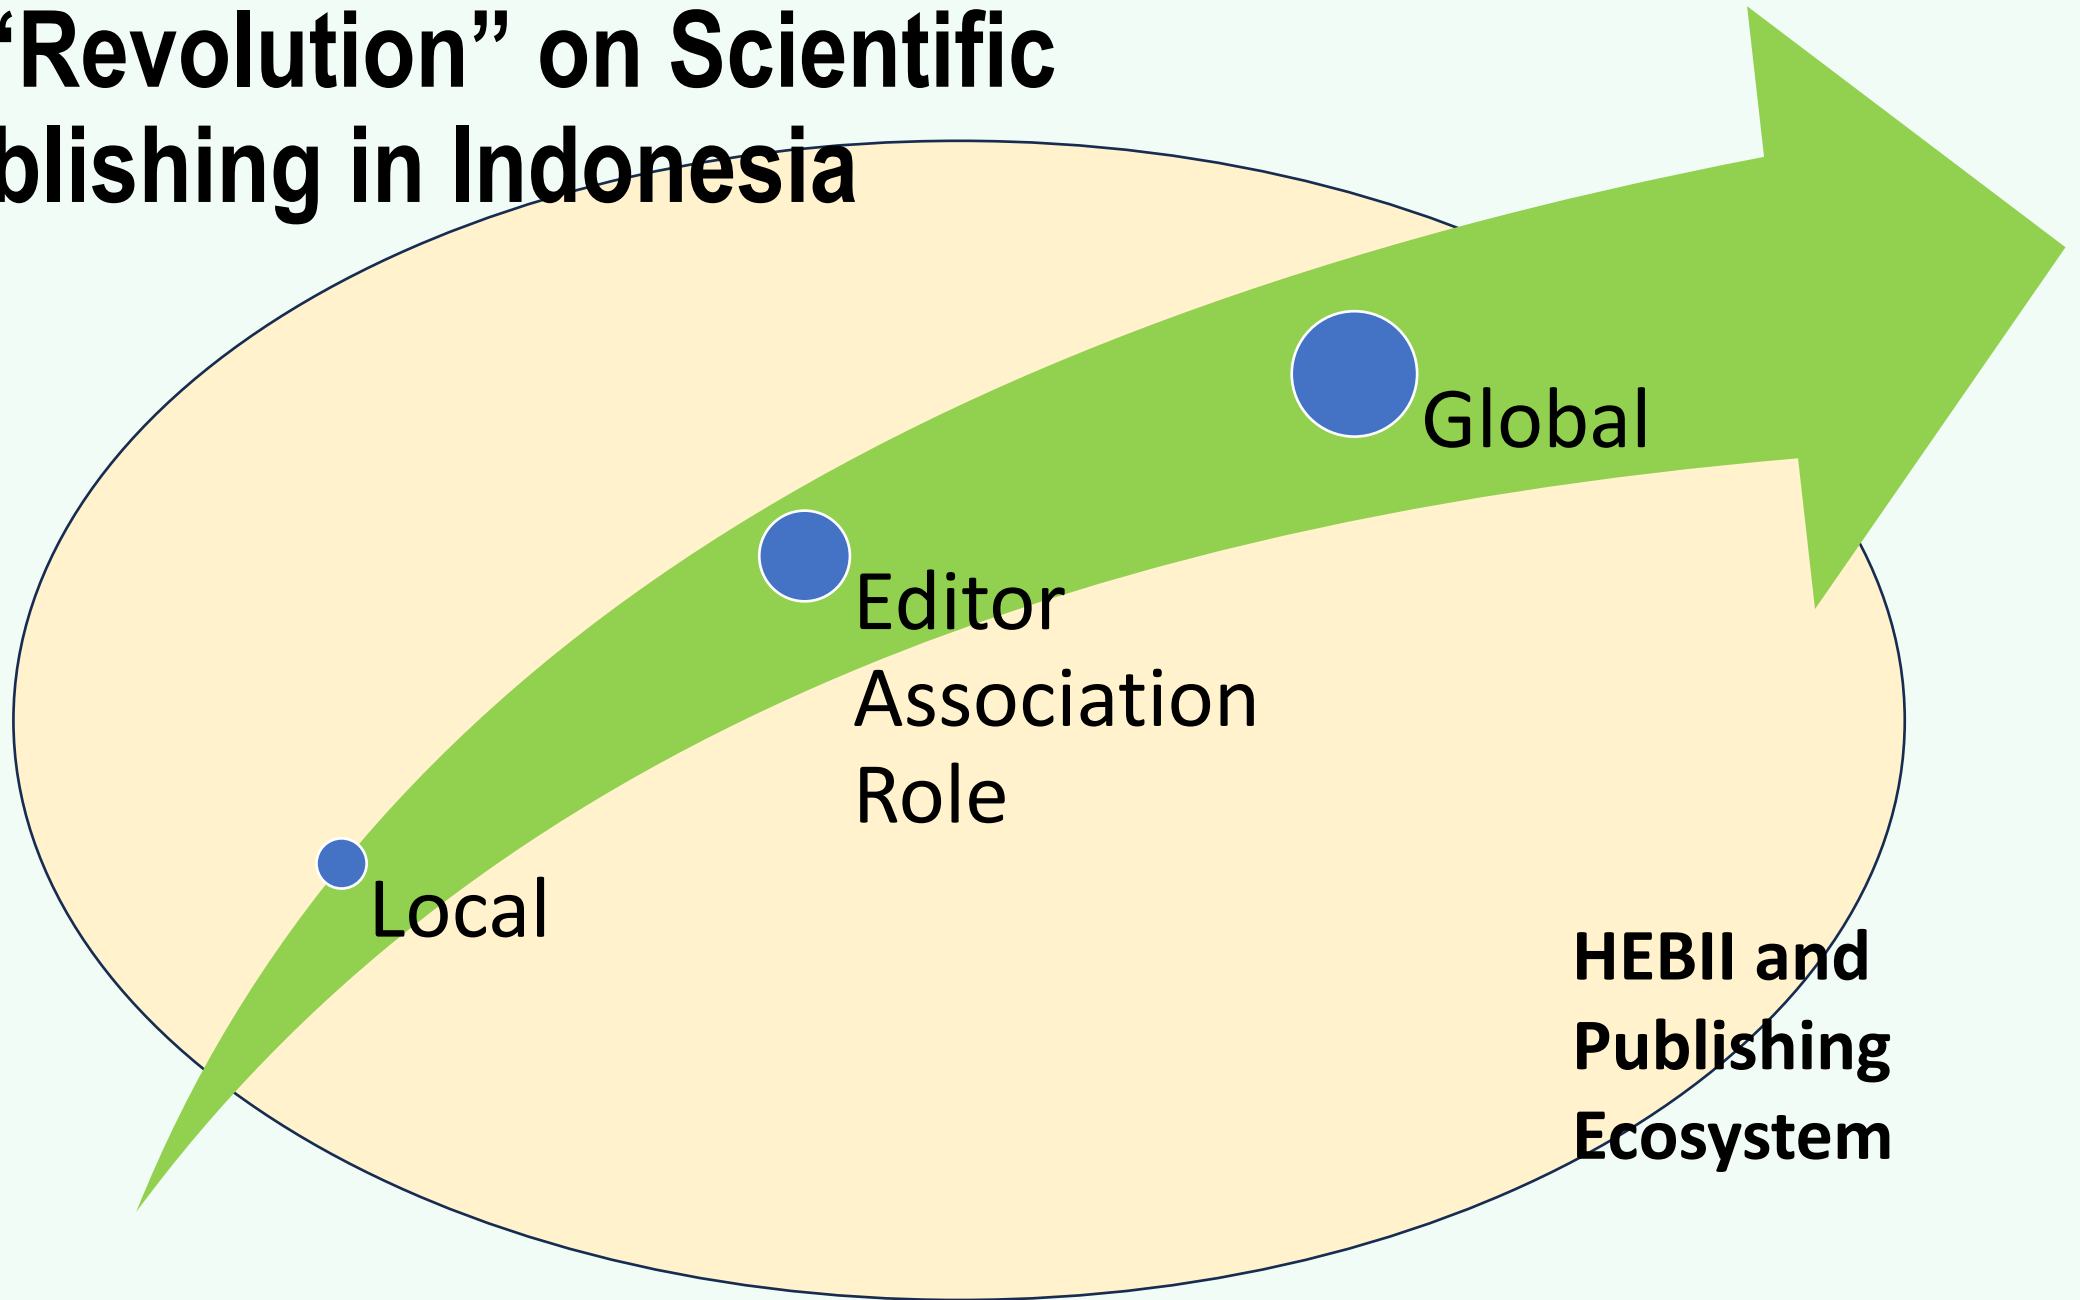 “Revolution” on Scientific
blishing in Indonesia
Global
Editor
Association
Role
Local
HEBII and
Publishing
Ecosystem